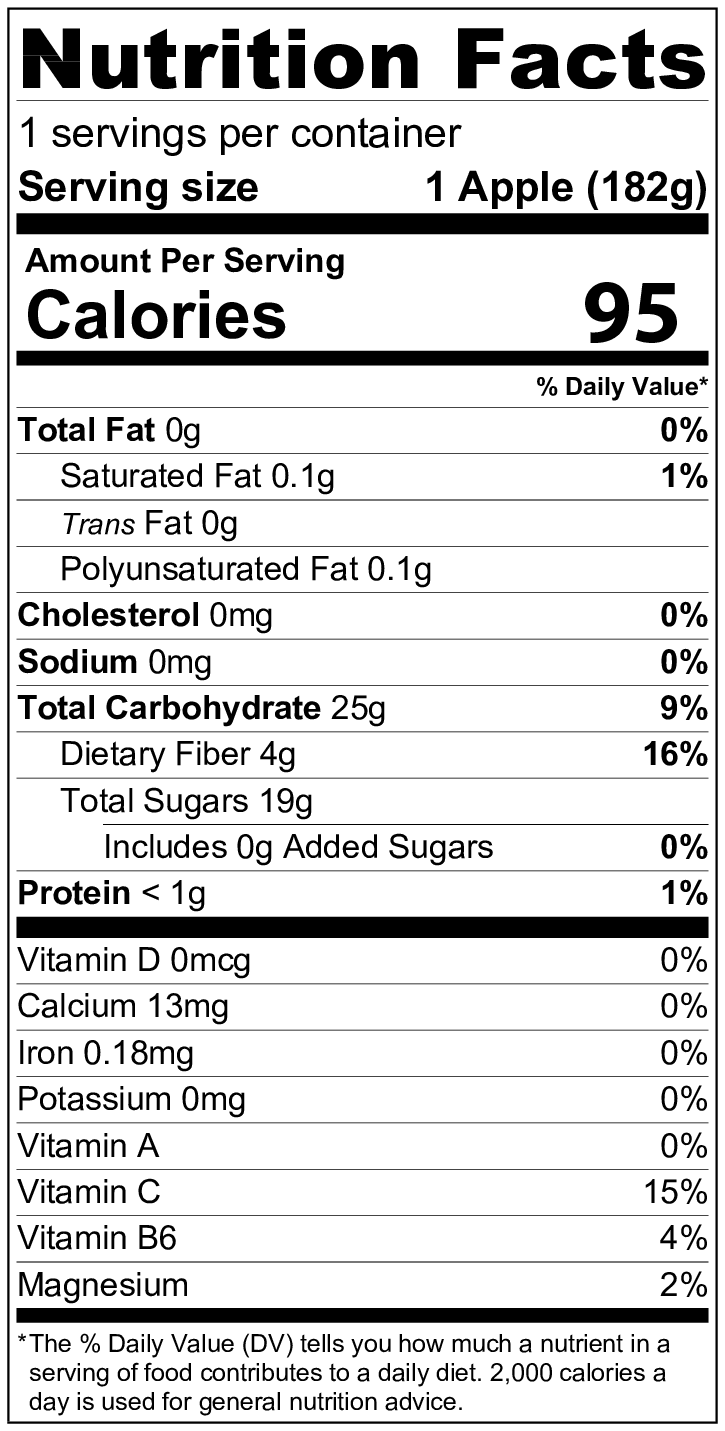 Nutrition Facts
1 servings per container
Serving size 1 Apple (182g)
Amount Per Serving
Calories 95
% Daily Value*
Total Fat 0g 0%
Saturated Fat 0.1g 1%
Trans Fat 0g
Polyunsaturated Fat 0.1g
Cholesterol 0mg 0%
Sodium 0mg 0%
Total Carbohydrate 25g 9%
Dietary Fiber 4g 16%
Total Sugars 19g
Includes 0g Added Sugars 0%
Protein < 1g 1%
Vitamin D 0mcg 0%
Calcium 13mg 0%
Iron 0.18mg 0%
Potassium 0mg 0%
Vitamin A 0%
Vitamin C 15%
Vitamin B6 4%
Magnesium 2%
*The % Daily Value (DV) tells you how much a nutrient in a
serving of food contributes to a daily diet. 2,000 calories a
day is used for general nutrition advice.